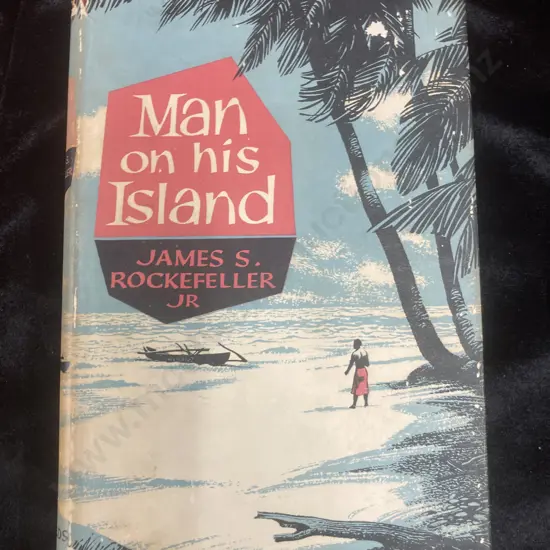 Man
on his
Island
JAMES S.
ROCKEFELLER
JR